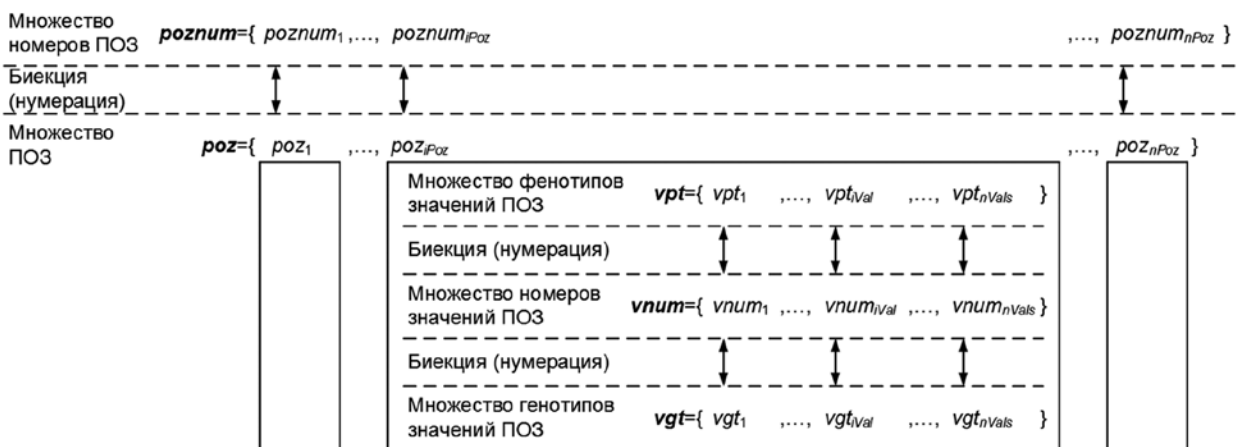 Множество
номеров ПОЗ poznum={ poznum1 ,…, poznumiPoz ,…, poznumnPoz }
Биекция
(нумерация)
Множество
ПОЗ poz={ poz1 ,…, poziPoz ,…, poznPoz }
Множество фенотипов
значений ПОЗ vpt={ vpt1 ,…, vptiVal ,…, vptnVals }
Биекция (нумерация)
Множество номеров
значений ПОЗ vnum={ vnum1 ,…, vnumiVal ,…, vnumnVals }
Биекция (нумерация)
Множество генотипов
значений ПОЗ vgt={ vgt1 ,…, vgtiVal ,…, vgtnVals }